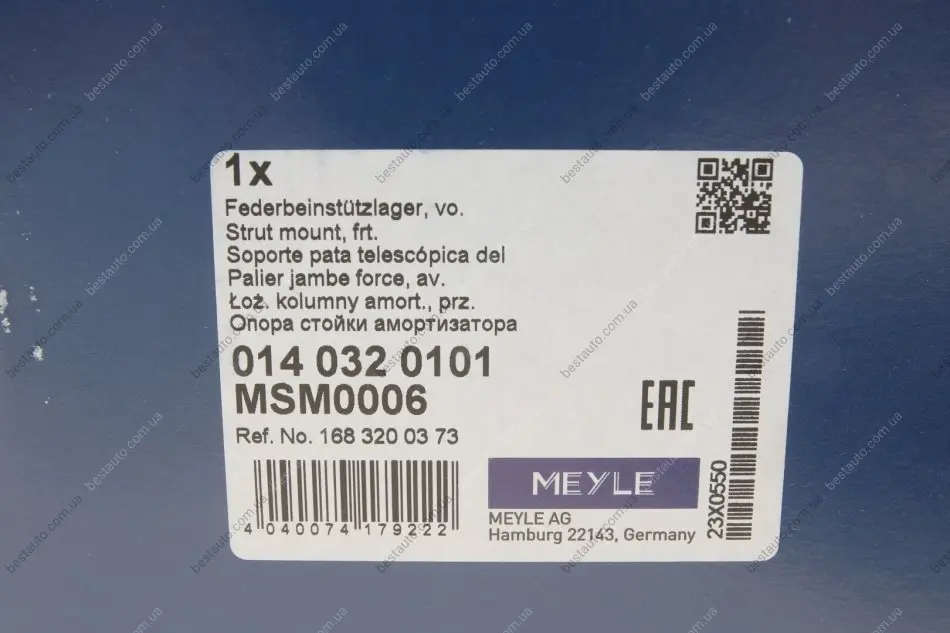 1x
Federbeinstützlager, vo.
Strut mount, frt.
Soporte pata telescópica del
Palier jambe force, av.
Łoż. kolumny amort., prz.
Опора стойки амортизатора
014 032 0101
MSM0006
Ref. No. 168 320 03 73
4 040074 179222
EAC
MEYLE
MEYLE AG
Hamburg 22143, Germany
23X0550
bestauto.com.ua